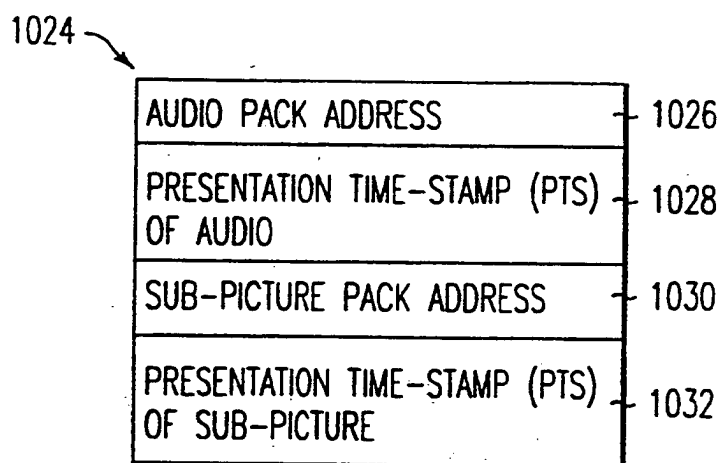 1024
AUDIO PACK ADDRESS 1026
PRESENTATION TIME-STAMP (PTS) 1028
OF AUDIO
SUB-PICTURE PACK ADDRESS 1030
PRESENTATION TIME-STAMP (PTS) 1032
OF SUB-PICTURE